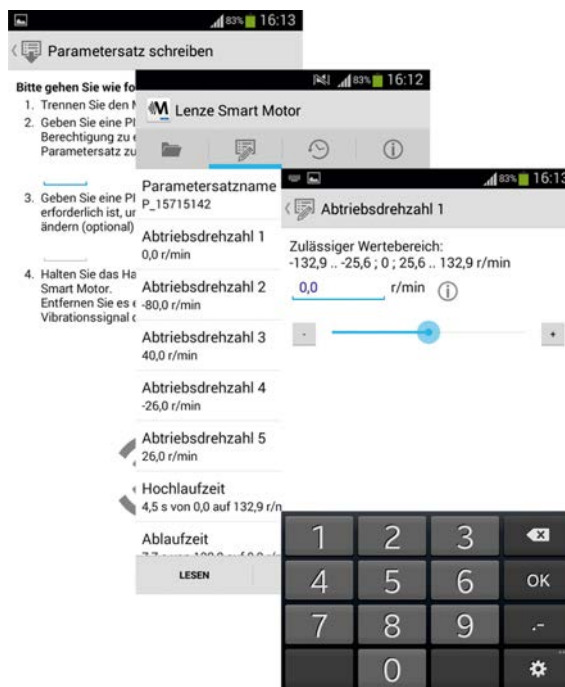 83% 16:13
Parametersatz schreiben
Bitte gehen Sie wie fo
1. Trennen Sie den
2. Geben Sie eine PI
Berechtigung zu
Parametersatz zu
3. Geben Sie eine PI
erforderlich ist, ur
ändern (optional)
4. Halten Sie das Ha
Smart Motor.
Entfernen Sie es
Vibrationssignal
83% 16:12
Lenze Smart Motor
Parametersatzname
P_15715142
Abtriebsdrehzahl 1
0,0 r/min
Abtriebsdrehzahl 2
-80,0 r/min
Abtriebsdrehzahl 3
40,0 r/min
Abtriebsdrehzahl 4
-26,0 r/min
Abtriebsdrehzahl 5
26,0 r/min
Hochlaufzeit
4,5 s von 0,0 auf 132,9 r/n
Ablaufzeit
LESEN
83% 16:13
Abtriebsdrehzahl 1
Zulässiger Wertebereich:
-132,9 .. -25,6 ; 0 ; 25,6 .. 132,9 r/min
0,0 r/min
- +
1 2 3
4 5 6 OK
7 8 9 .-
0